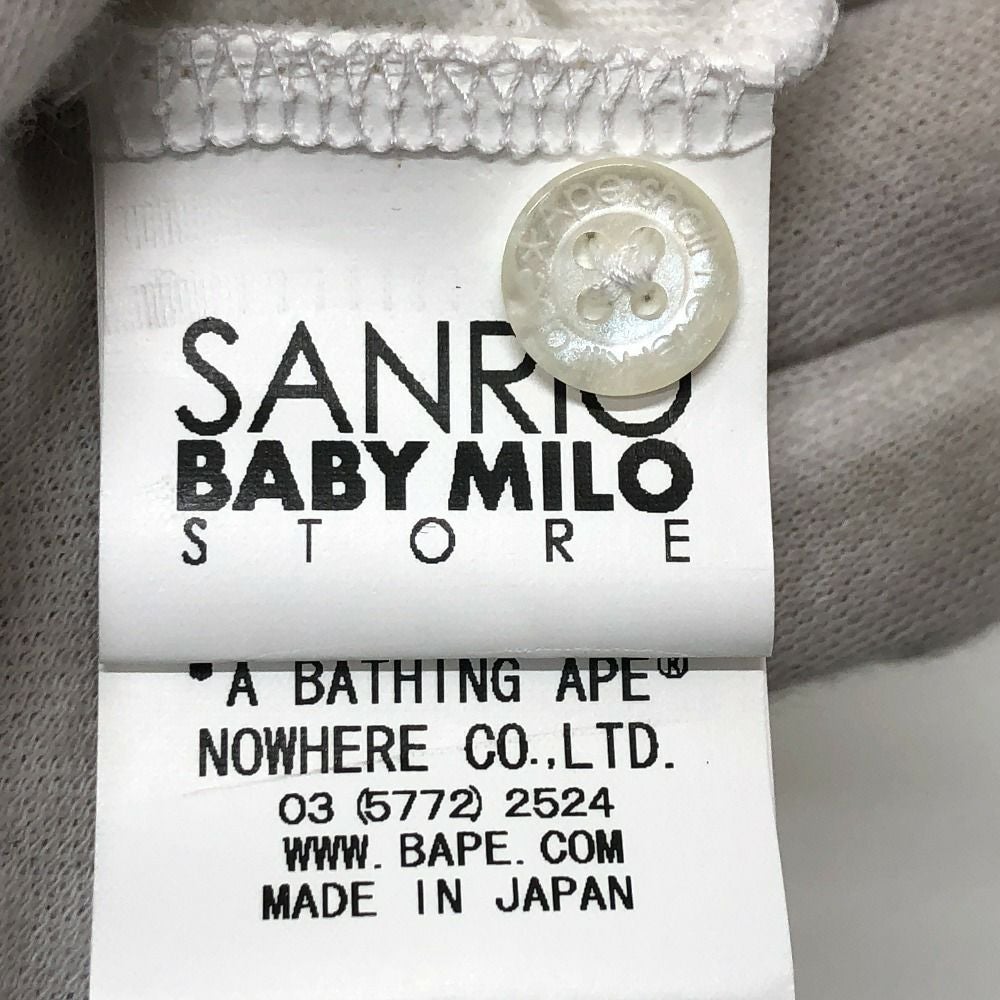 SANRIO
BABY MILO
STORE
"A BATHING APE®
NOWHERE CO.,LTD.
03 (5772) 2524
WWW. BAPE. COM
MADE IN JAPAN